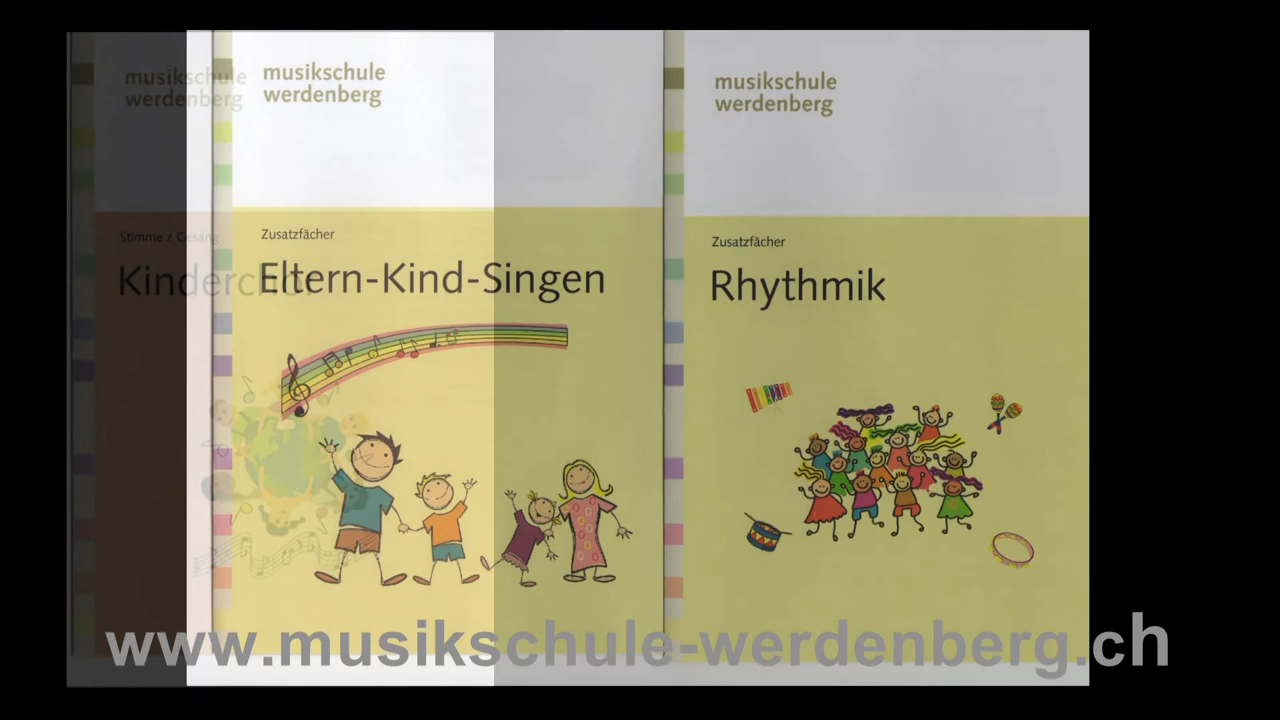 musikschule
werdenberg
Stimme / Gesang
Kinderchor
musikschule
werdenberg
Zusatzfächer
Eltern-Kind-Singen
musikschule
werdenberg
Zusatzfächer
Rhythmik
www.musikschule-werdenberg.ch